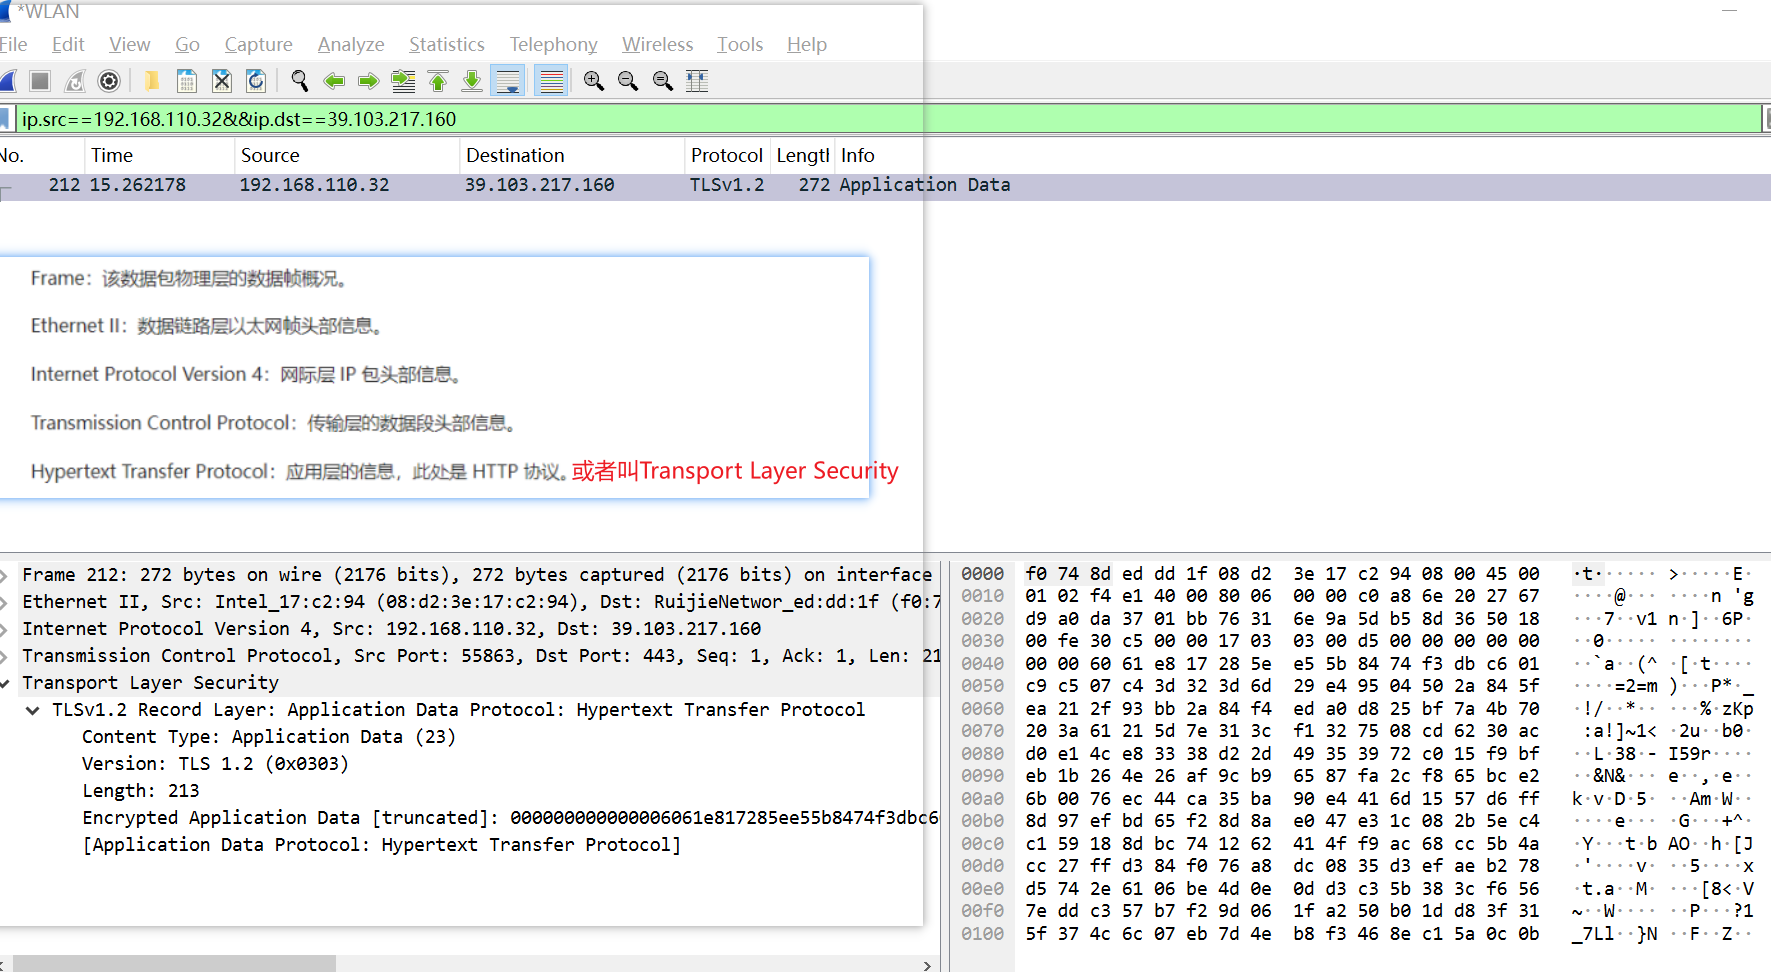 *WLAN
File Edit View Go Capture Analyze Statistics Telephony Wireless Tools Help
ip.src==192.168.110.32&&ip.dst==39.103.217.160
No. Time Source Destination Protocol Lengtl Info
212 15.262178 192.168.110.32 39.103.217.160 TLSv1.2 272 Application Data
Frame：该数据包物理层的数据帧概况。
Ethernet II：数据链路层以太网帧头部信息。
Internet Protocol Version 4：网际层 IP 包头部信息。
Transmission Control Protocol：传输层的数据段头部信息。
Hypertext Transfer Protocol：应用层的信息，此处是 HTTP 协议。或者叫Transport Layer Security
Frame 212: 272 bytes on wire (2176 bits), 272 bytes captured (2176 bits) on interface
Ethernet II, Src: Intel_17:c2:94 (08:d2:3e:17:c2:94), Dst: RuijieNetwor_ed:dd:1f (f0:7
Internet Protocol Version 4, Src: 192.168.110.32, Dst: 39.103.217.160
Transmission Control Protocol, Src Port: 55863, Dst Port: 443, Seq: 1, Ack: 1, Len: 21
Transport Layer Security
TLSv1.2 Record Layer: Application Data Protocol: Hypertext Transfer Protocol
Content Type: Application Data (23)
Version: TLS 1.2 (0x0303)
Length: 213
Encrypted Application Data [truncated]: 000000000000006061e817285ee55b8474f3dbc6
[Application Data Protocol: Hypertext Transfer Protocol]
0000 f0 74 8d ed dd 1f 08 d2 3e 17 c2 94 08 00 45 00 ·t······ >·····E·
0010 01 02 f4 e1 40 00 80 06 00 00 c0 a8 6e 20 27 67 ····@··· ····n 'g
0020 d9 a0 da 37 01 bb 76 31 6e 9a 5d b5 8d 36 50 18 ···7··v1 n·]··6P·
0030 00 fe 30 c5 00 00 17 03 03 00 d5 00 00 00 00 00 ··0····· ········
0040 00 00 60 61 e8 17 28 5e e5 5b 84 74 f3 db c6 01 ··`a··(^ ·[·t····
0050 c9 c5 07 c4 3d 32 3d 6d 29 e4 95 04 50 2a 84 5f ····=2=m )···P*·_
0060 ea 21 2f 93 bb 2a 84 f4 ed a0 d8 25 bf 7a 4b 70 ·!/··*·· ···%·zKp
0070 20 3a 61 21 5d 7e 31 3c f1 32 75 08 cd 62 30 ac  :a!]~1< ·2u··b0·
0080 d0 e1 4c e8 33 38 d2 2d 49 35 39 72 c0 15 f9 bf ··L·38·- I59r····
0090 eb 1b 26 4e 26 af 9c b9 65 87 fa 2c f8 65 bc e2 ··&N&··· e··,·e··
00a0 6b 00 76 ec 44 ca 35 ba 90 e4 41 6d 15 57 d6 ff k·v·D·5· ··Am·W··
00b0 8d 97 ef bd 65 f2 8d 8a e0 47 e3 1c 08 2b 5e c4 ····e··· ·G···+^·
00c0 c1 59 18 8d bc 74 12 62 41 4f f9 ac 68 cc 5b 4a ·Y···t·b AO··h·[J
00d0 cc 27 ff d3 84 f0 76 a8 dc 08 35 d3 ef ae b2 78 ·'····v· ··5····x
00e0 d5 74 2e 61 06 be 4d 0e 0d d3 c3 5b 38 3c f6 56 ·t.a··M· ···[8<·V
00f0 7e dd c3 57 b7 f2 9d 06 1f a2 50 b0 1d d8 3f 31 ~··W···· ··P···?1
0100 5f 37 4c 6c 07 eb 7d 4e b8 f3 46 8e c1 5a 0c 0b _7Ll··}N ··F··Z··